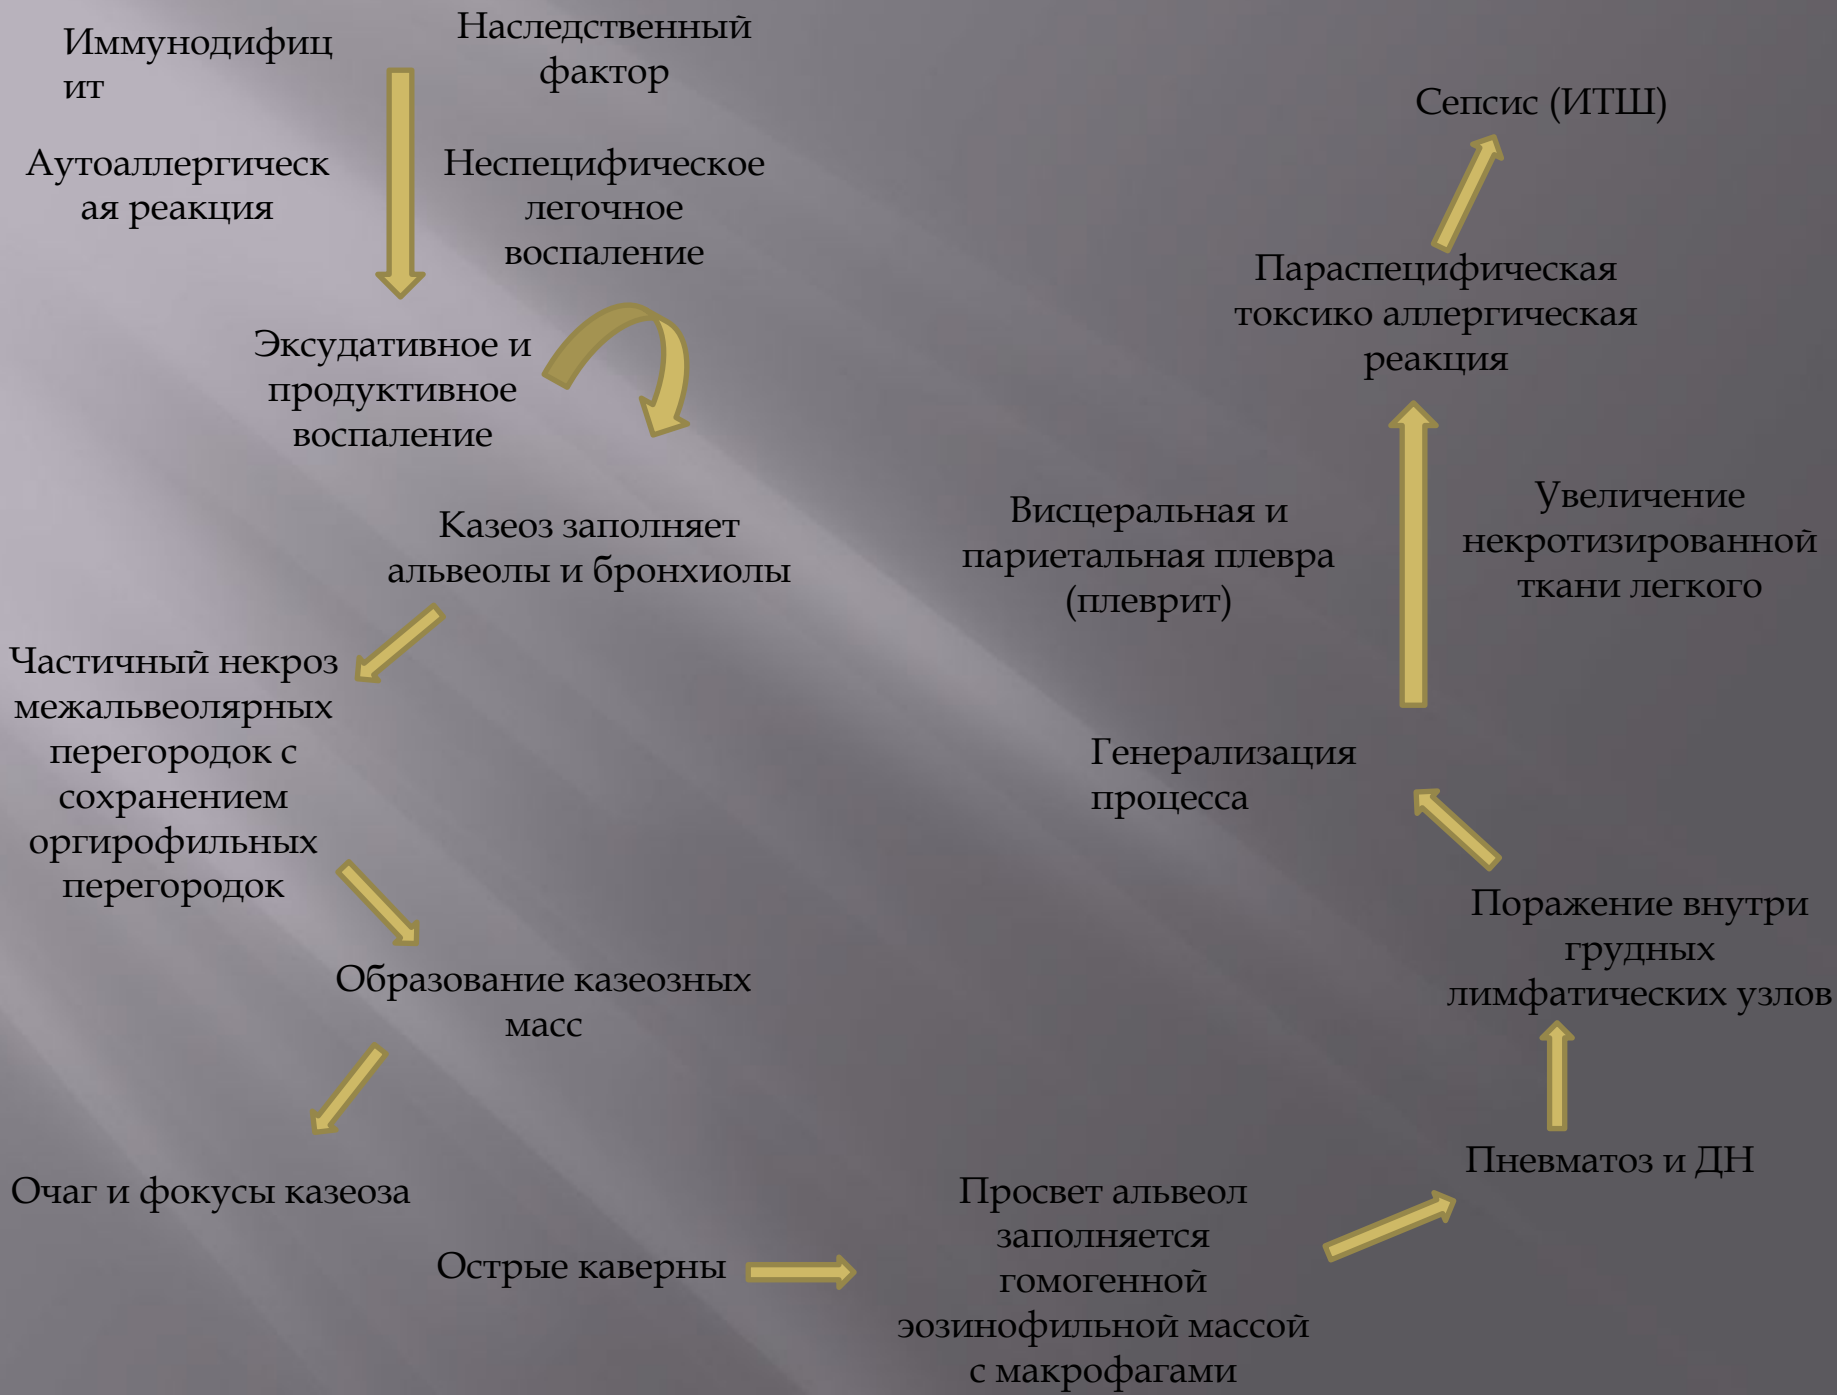 Иммунодифиц
ит
Наследственный
фактор
Аутоаллергическ
ая реакция
Неспецифическое
легочное
воспаление
Эксудативное и
продуктивное
воспаление
Казеоз заполняет
альвеолы и бронхиолы
Частичный некроз
межальвеолярных
перегородок с
сохранением
оргирофильных
перегородок
Образование казеозных
масс
Очаг и фокусы казеоза
Острые каверны
Просвет альвеол
заполняется
гомогенной
эозинофильной массой
с макрофагами
Пневматоз и ДН
Поражение внутри
грудных
лимфатических узлов
Генерализация
процесса
Висцеральная и
париетальная плевра
(плеврит)
Увеличение
некротизированной
ткани легкого
Параспецифическая
токсико аллергическая
реакция
Сепсис (ИТШ)